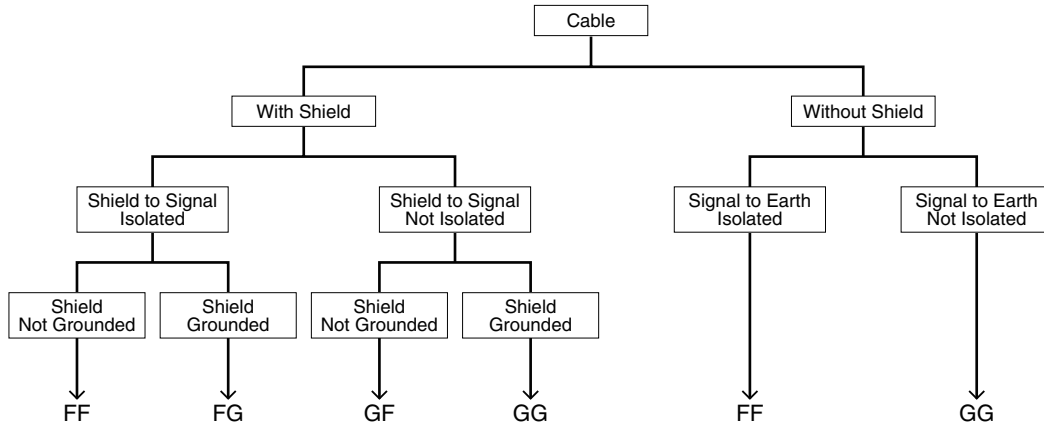 Cable
With Shield
Without Shield
Shield to Signal
Isolated
Shield to Signal
Not Isolated
Signal to Earth
Isolated
Signal to Earth
Not Isolated
Shield
Not Grounded
Shield
Grounded
Shield
Not Grounded
Shield
Grounded
FF
FG
GF
GG
FF
GG